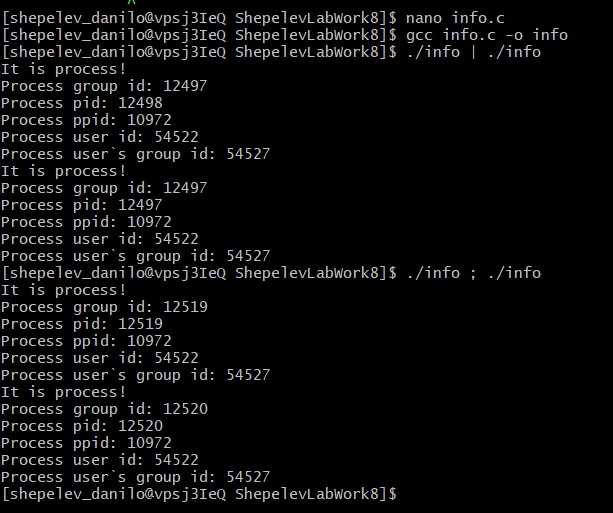 [shepelev_danilo@vpsj3IeQ ShepelevLabWork8]$ nano info.c
[shepelev_danilo@vpsj3IeQ ShepelevLabWork8]$ gcc info.c -o info
[shepelev_danilo@vpsj3IeQ ShepelevLabWork8]$ ./info | ./info
It is process!
Process group id: 12497
Process pid: 12498
Process ppid: 10972
Process user id: 54522
Process user`s group id: 54527
It is process!
Process group id: 12497
Process pid: 12497
Process ppid: 10972
Process user id: 54522
Process user`s group id: 54527
[shepelev_danilo@vpsj3IeQ ShepelevLabWork8]$ ./info ; ./info
It is process!
Process group id: 12519
Process pid: 12519
Process ppid: 10972
Process user id: 54522
Process user`s group id: 54527
It is process!
Process group id: 12520
Process pid: 12520
Process ppid: 10972
Process user id: 54522
Process user`s group id: 54527
[shepelev_danilo@vpsj3IeQ ShepelevLabWork8]$